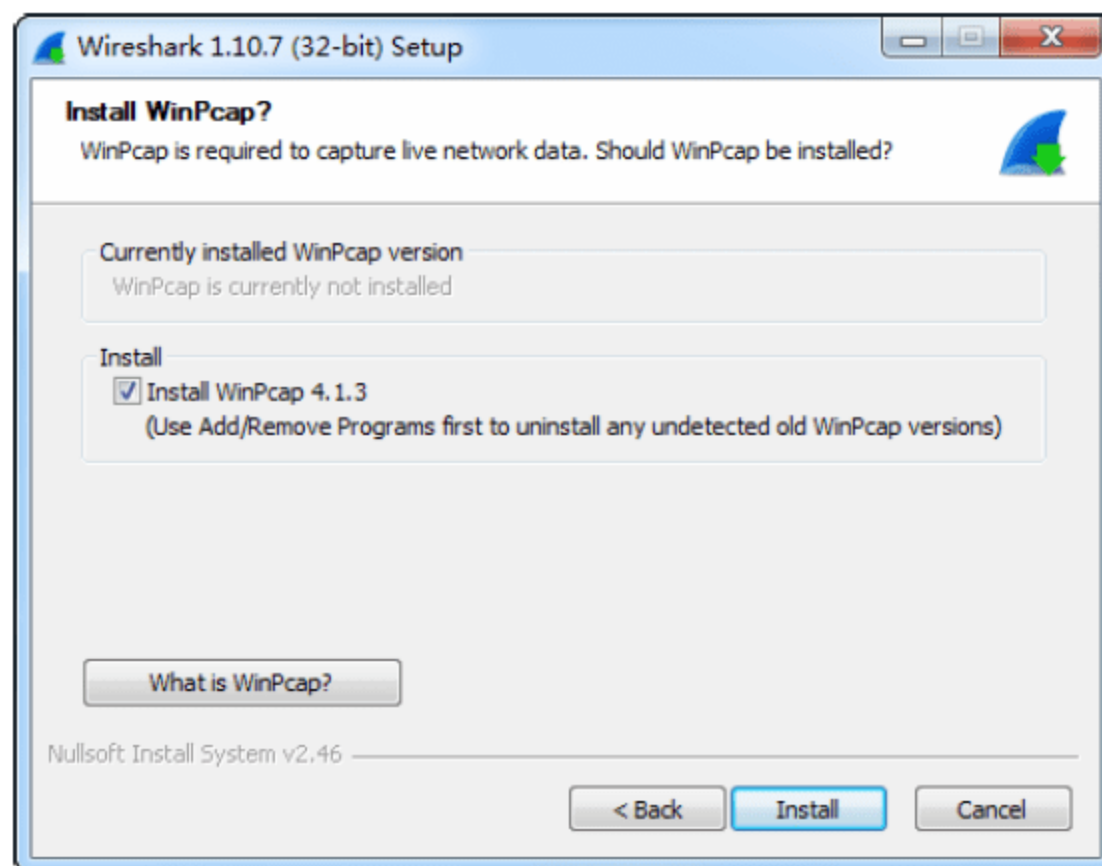 Wireshark 1.10.7 (32-bit) Setup
Install WinPcap?
WinPcap is required to capture live network data. Should WinPcap be installed?
Currently installed WinPcap version
WinPcap is currently not installed
Install
Install WinPcap 4.1.3
(Use Add/Remove Programs first to uninstall any undetected old WinPcap versions)
What is WinPcap?
Nullsoft Install System v2.46
< Back
Install
Cancel